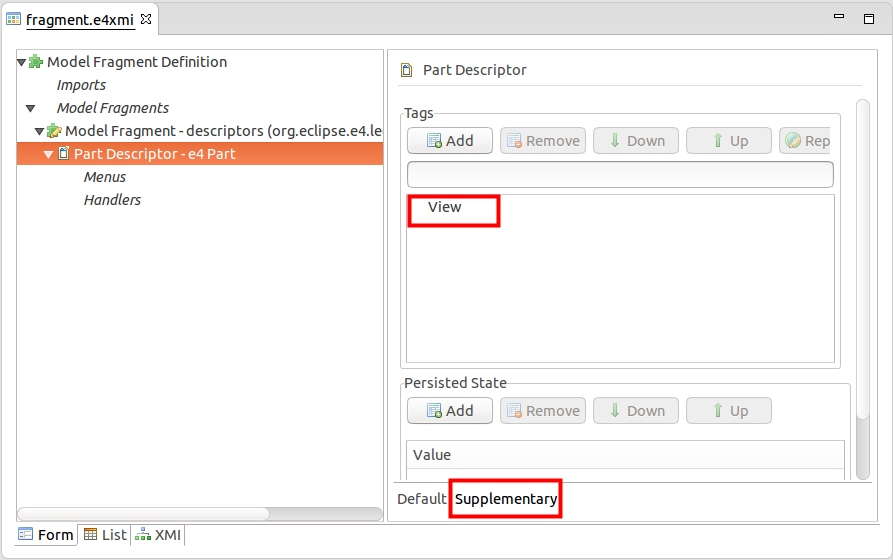 fragment.e4xmi
Model Fragment Definition
Imports
Model Fragments
Model Fragment - descriptors (org.eclipse.e4.le
Part Descriptor - e4 Part
Menus
Handlers
Part Descriptor
Tags
Add Remove Down Up Rep
View
Persisted State
Add Remove Down Up
Value
Default Supplementary
Form List XMI